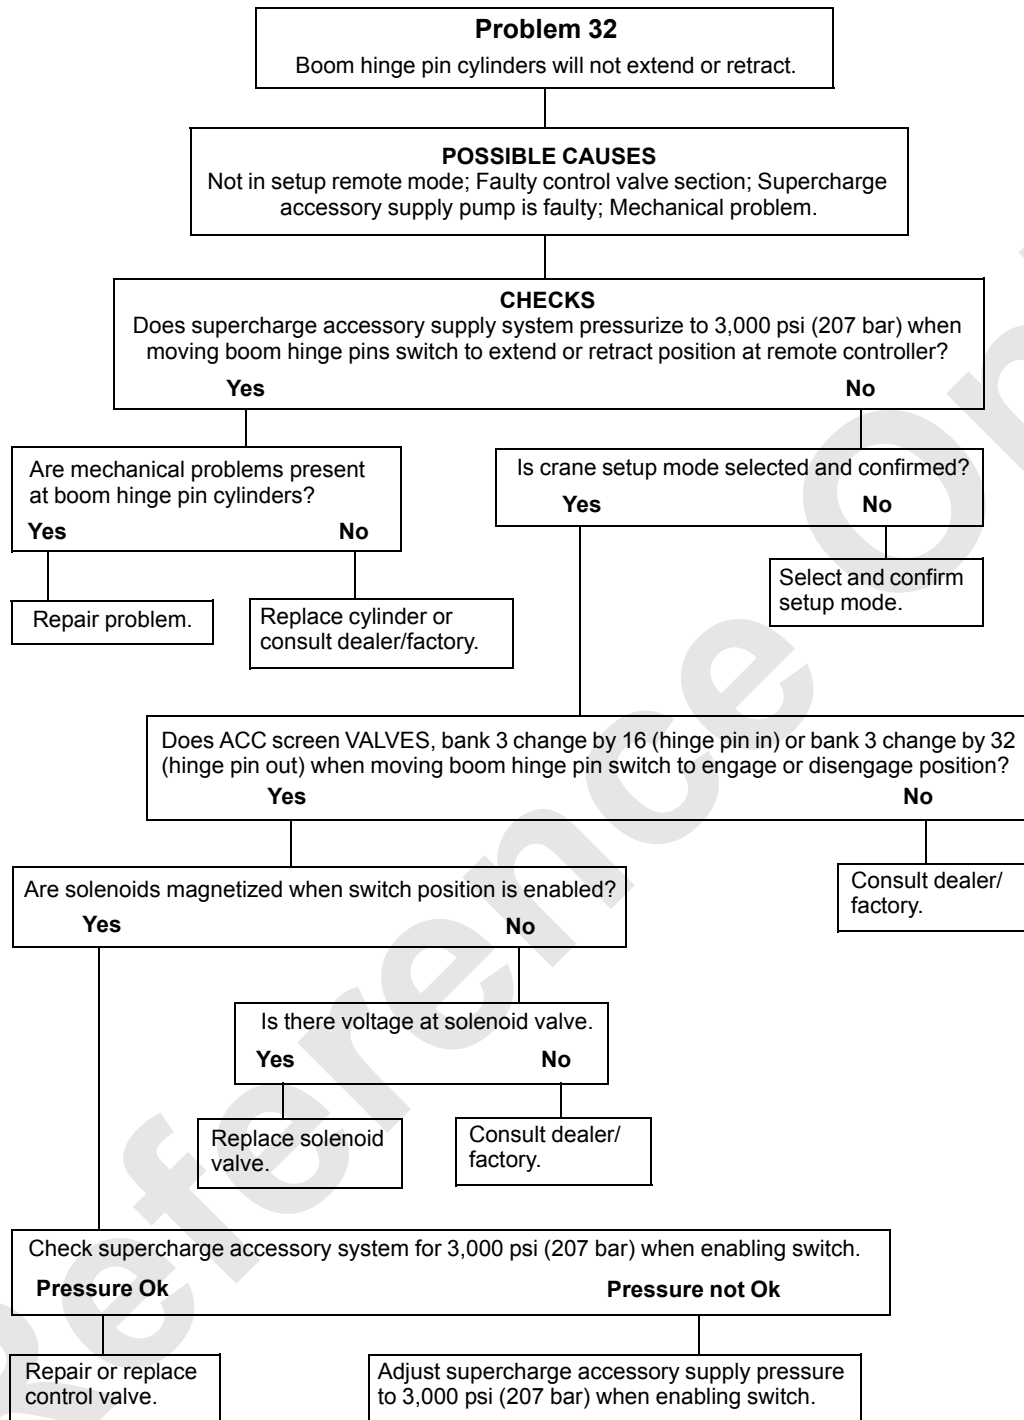 Problem 32
Boom hinge pin cylinders will not extend or retract.
POSSIBLE CAUSES
Not in setup remote mode; Faulty control valve section; Supercharge
accessory supply pump is faulty; Mechanical problem.
CHECKS
Does supercharge accessory supply system pressurize to 3,000 psi (207 bar) when
moving boom hinge pins switch to extend or retract position at remote controller?
Yes
No
Are mechanical problems present
at boom hinge pin cylinders?
Yes
No
Is crane setup mode selected and confirmed?
Yes
No
Repair problem.
Replace cylinder or
consult dealer/factory.
Select and confirm
setup mode.
Does ACC screen VALVES, bank 3 change by 16 (hinge pin in) or bank 3 change by 32
(hinge pin out) when moving boom hinge pin switch to engage or disengage position?
Yes
No
Are solenoids magnetized when switch position is enabled?
Yes
No
Consult dealer/
factory.
Is there voltage at solenoid valve.
Yes
No
Replace solenoid
valve.
Consult dealer/
factory.
Check supercharge accessory system for 3,000 psi (207 bar) when enabling switch.
Pressure Ok
Pressure not Ok
Repair or replace
control valve.
Adjust supercharge accessory supply pressure
to 3,000 psi (207 bar) when enabling switch.
Reference